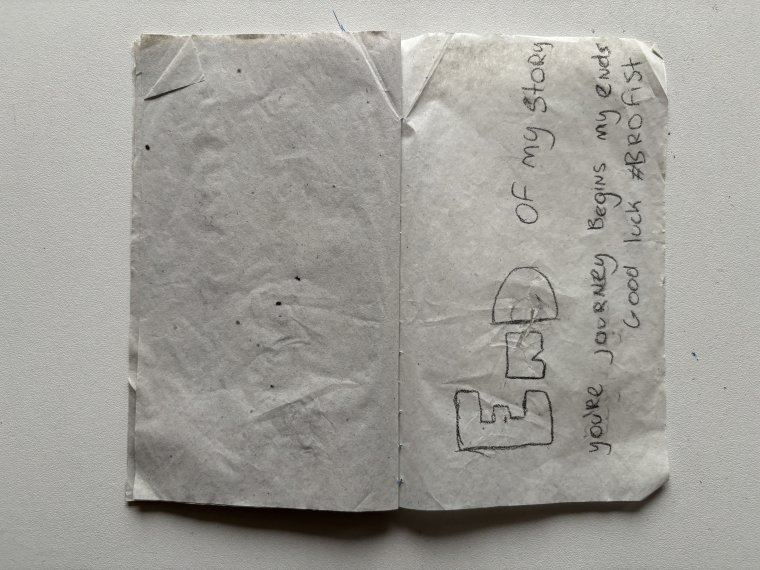 END OF MY STORY
you're JOURNEY Begins my ends
Good luck #BROFIST